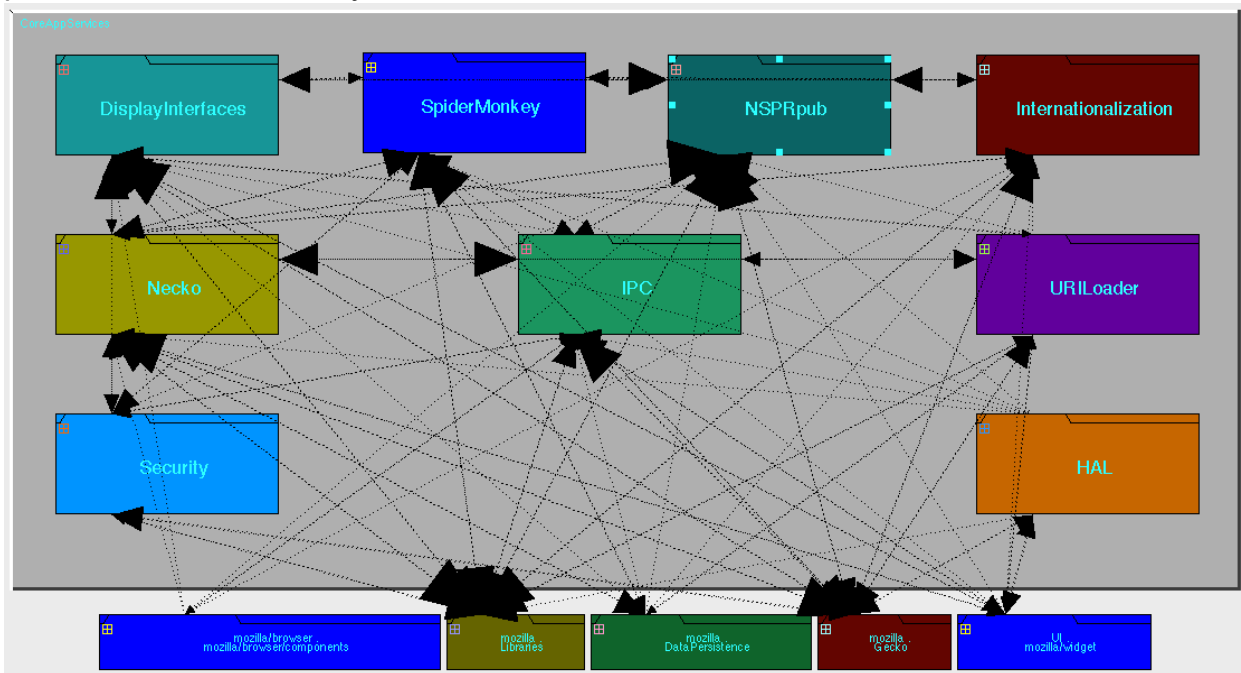 CoreAppServices
DisplayInterfaces
SpiderMonkey
NSPRpub
Internationalization
Necko
IPC
URILoader
Security
HAL
mozilla/browser
mozilla/browser/components
mozilla
Libraries
mozilla
DataPersistence
mozilla
Gecko
UI
mozilla/widget